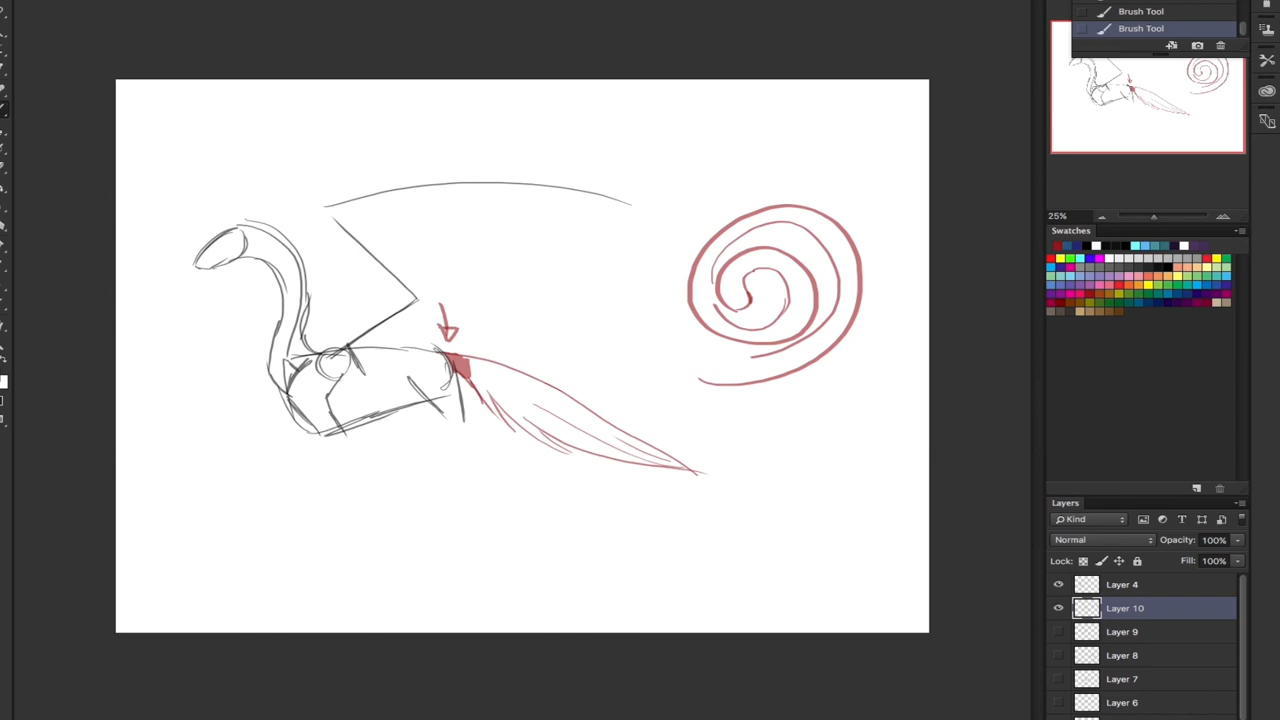 Brush Tool
Brush Tool
25%
Swatches
Layers
Kind
Normal
Opacity: 100%
Lock:
Fill: 100%
Layer 4
Layer 10
Layer 9
Layer 8
Layer 7
Layer 6